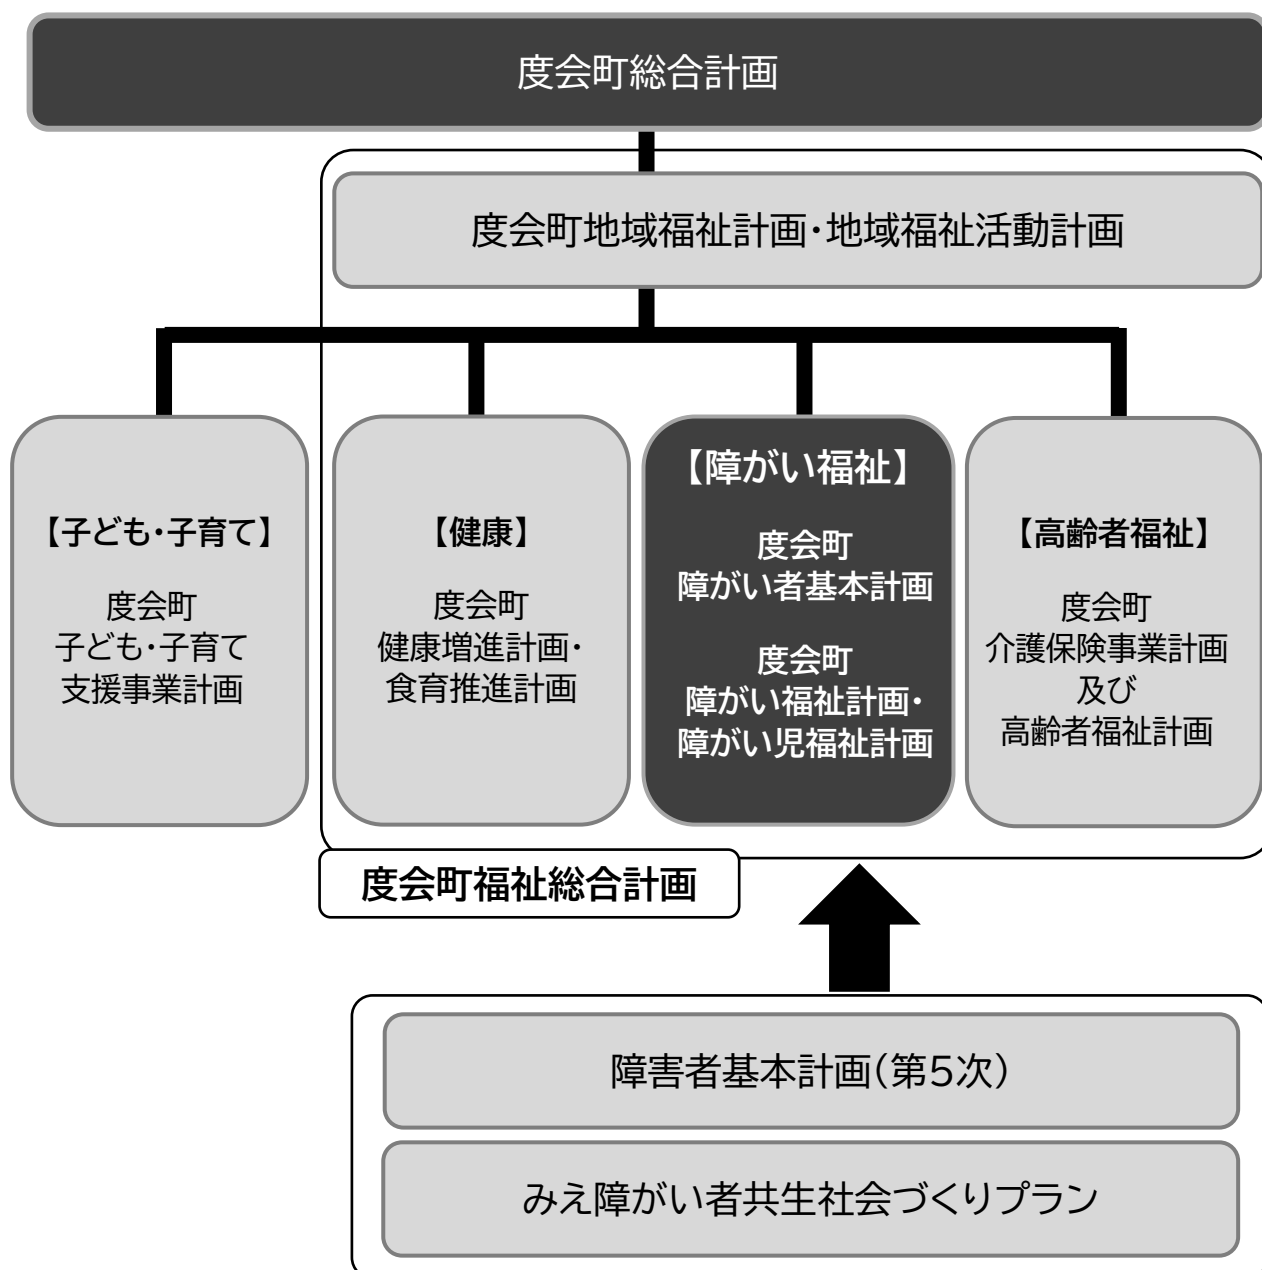 度会町総合計画
度会町地域福祉計画・地域福祉活動計画
【子ども・子育て】
度会町
子ども・子育て
支援事業計画
【健康】
度会町
健康増進計画・
食育推進計画
【障がい福祉】
度会町
障がい者基本計画
度会町
障がい福祉計画・
障がい児福祉計画
【高齢者福祉】
度会町
介護保険事業計画
及び
高齢者福祉計画
度会町福祉総合計画
障害者基本計画（第5次）
みえ障がい者共生社会づくりプラン